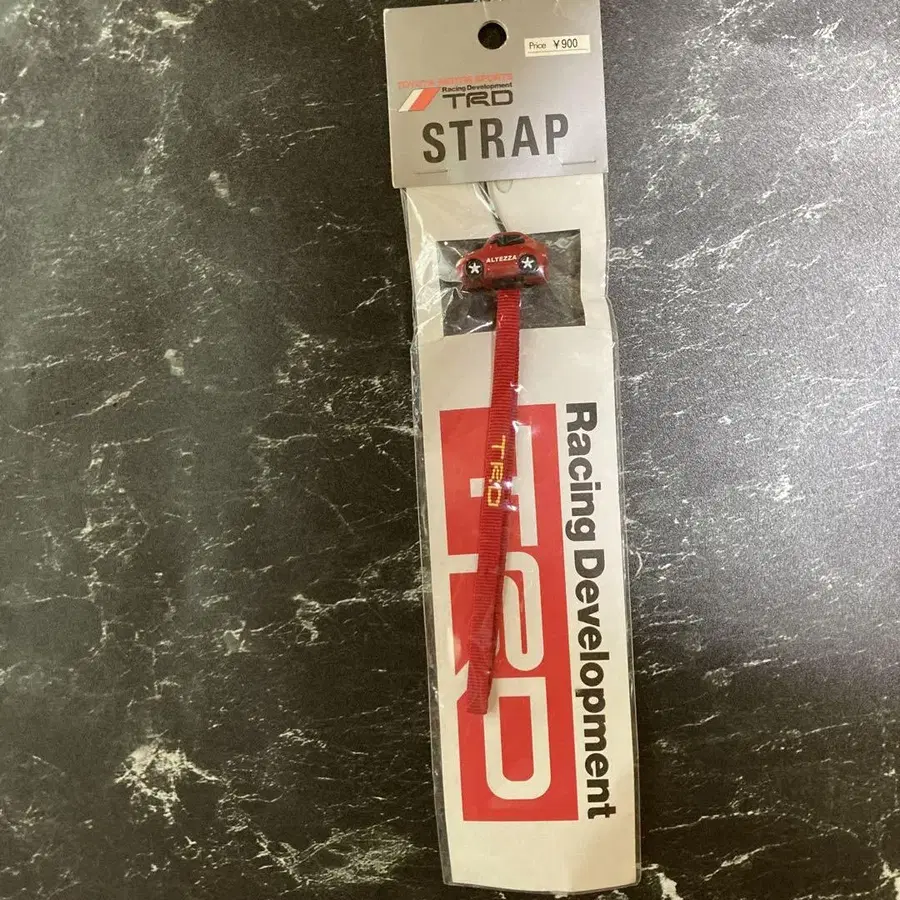 Price ¥900
TOYOTA MOTOR SPORTS
Racing Development
TRD
STRAP
ALTEZZA
TRD
Racing Development
TRD